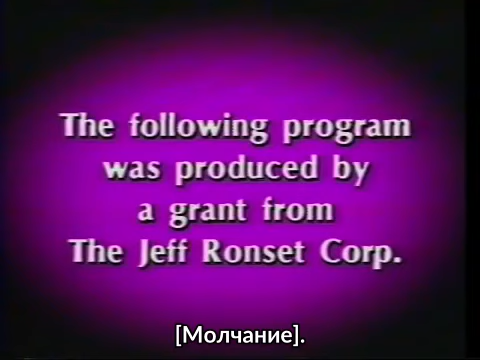 The following program
was produced by
a grant from
The Jeff Ronset Corp.
[Молчание].